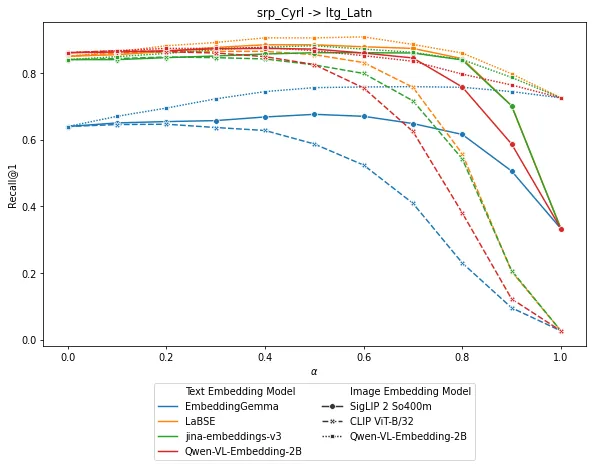 srp_Cyrl -> ltg_Latn
Recall@1
0.8
0.6
0.4
0.2
0.0
0.0 0.2 0.4 0.6 0.8 1.0
α
Text Embedding Model Image Embedding Model
EmbeddingGemma SigLIP 2 So400m
LaBSE CLIP ViT-B/32
jina-embeddings-v3 Qwen-VL-Embedding-2B
Qwen-VL-Embedding-2B